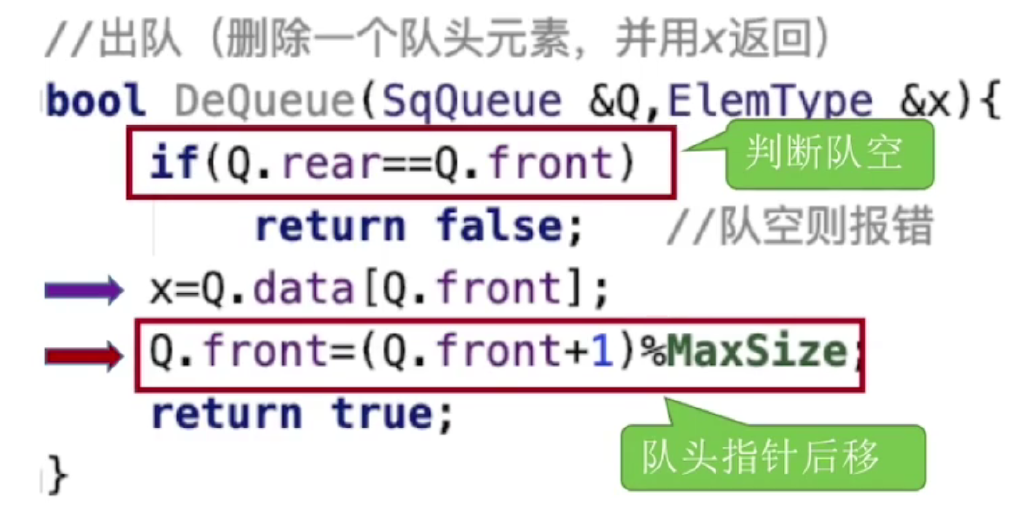 //出队（删除一个队头元素，并用x返回）
bool DeQueue(SqQueue &Q,ElemType &x){
if(Q.rear==Q.front)
判断队空
return false; //队空则报错
x=Q.data[Q.front];
Q.front=(Q.front+1)%MaxSize;
return true;
队头指针后移
}